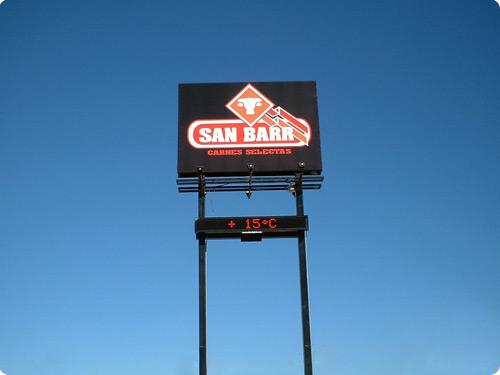 SAN BARR
CARNES SELECTAS
+ 15°C